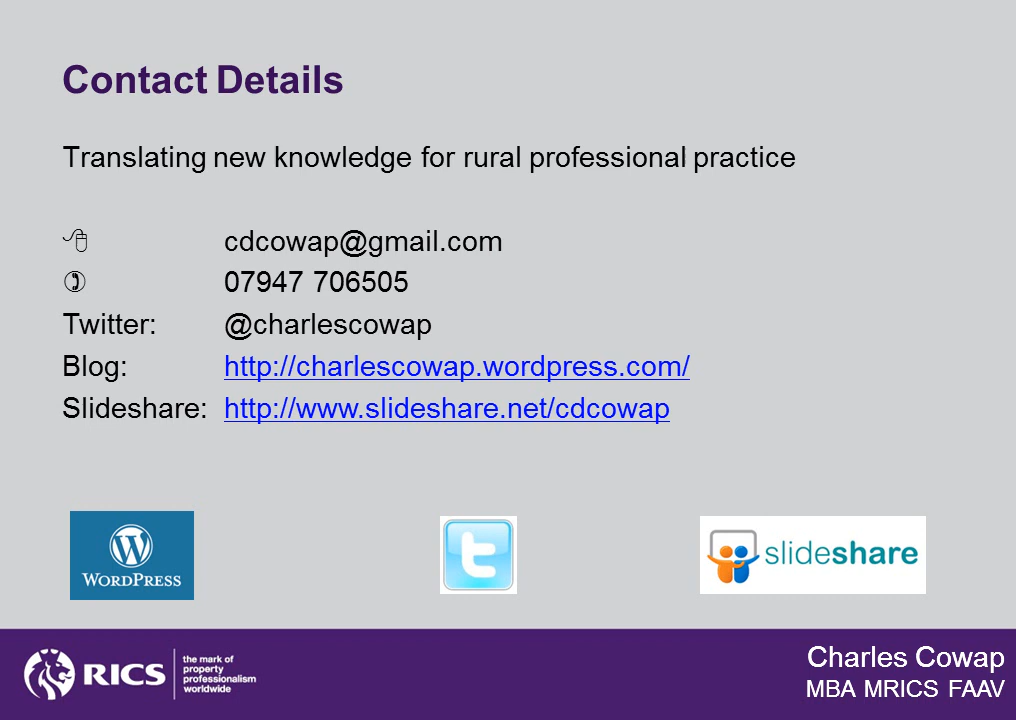 Contact Details
Translating new knowledge for rural professional practice
cdcowap@gmail.com
07947 706505
Twitter: @charlescowap
Blog: http://charlescowap.wordpress.com/
Slideshare: http://www.slideshare.net/cdcowap
WORDPRESS
t
slideshare
RICS
the mark of
property
professionalism
worldwide
Charles Cowap
MBA MRICS FAAV